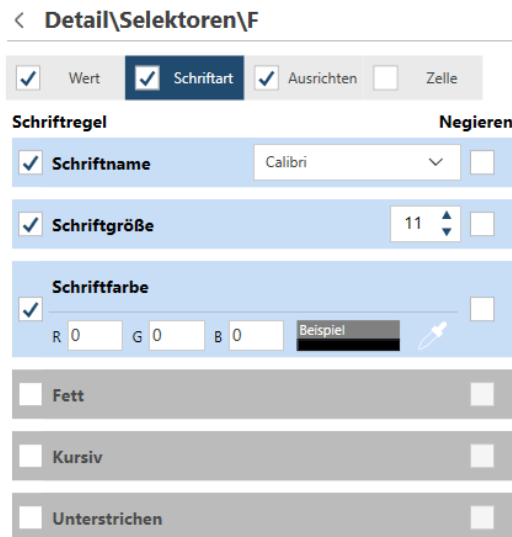 Detail\Selektoren\F
Wert Schriftart Ausrichten Zelle
Schriftregel Negieren
Schriftname Calibri
Schriftgröße 11
Schriftfarbe
R 0 G 0 B 0 Beispiel
Fett
Kursiv
Unterstrichen